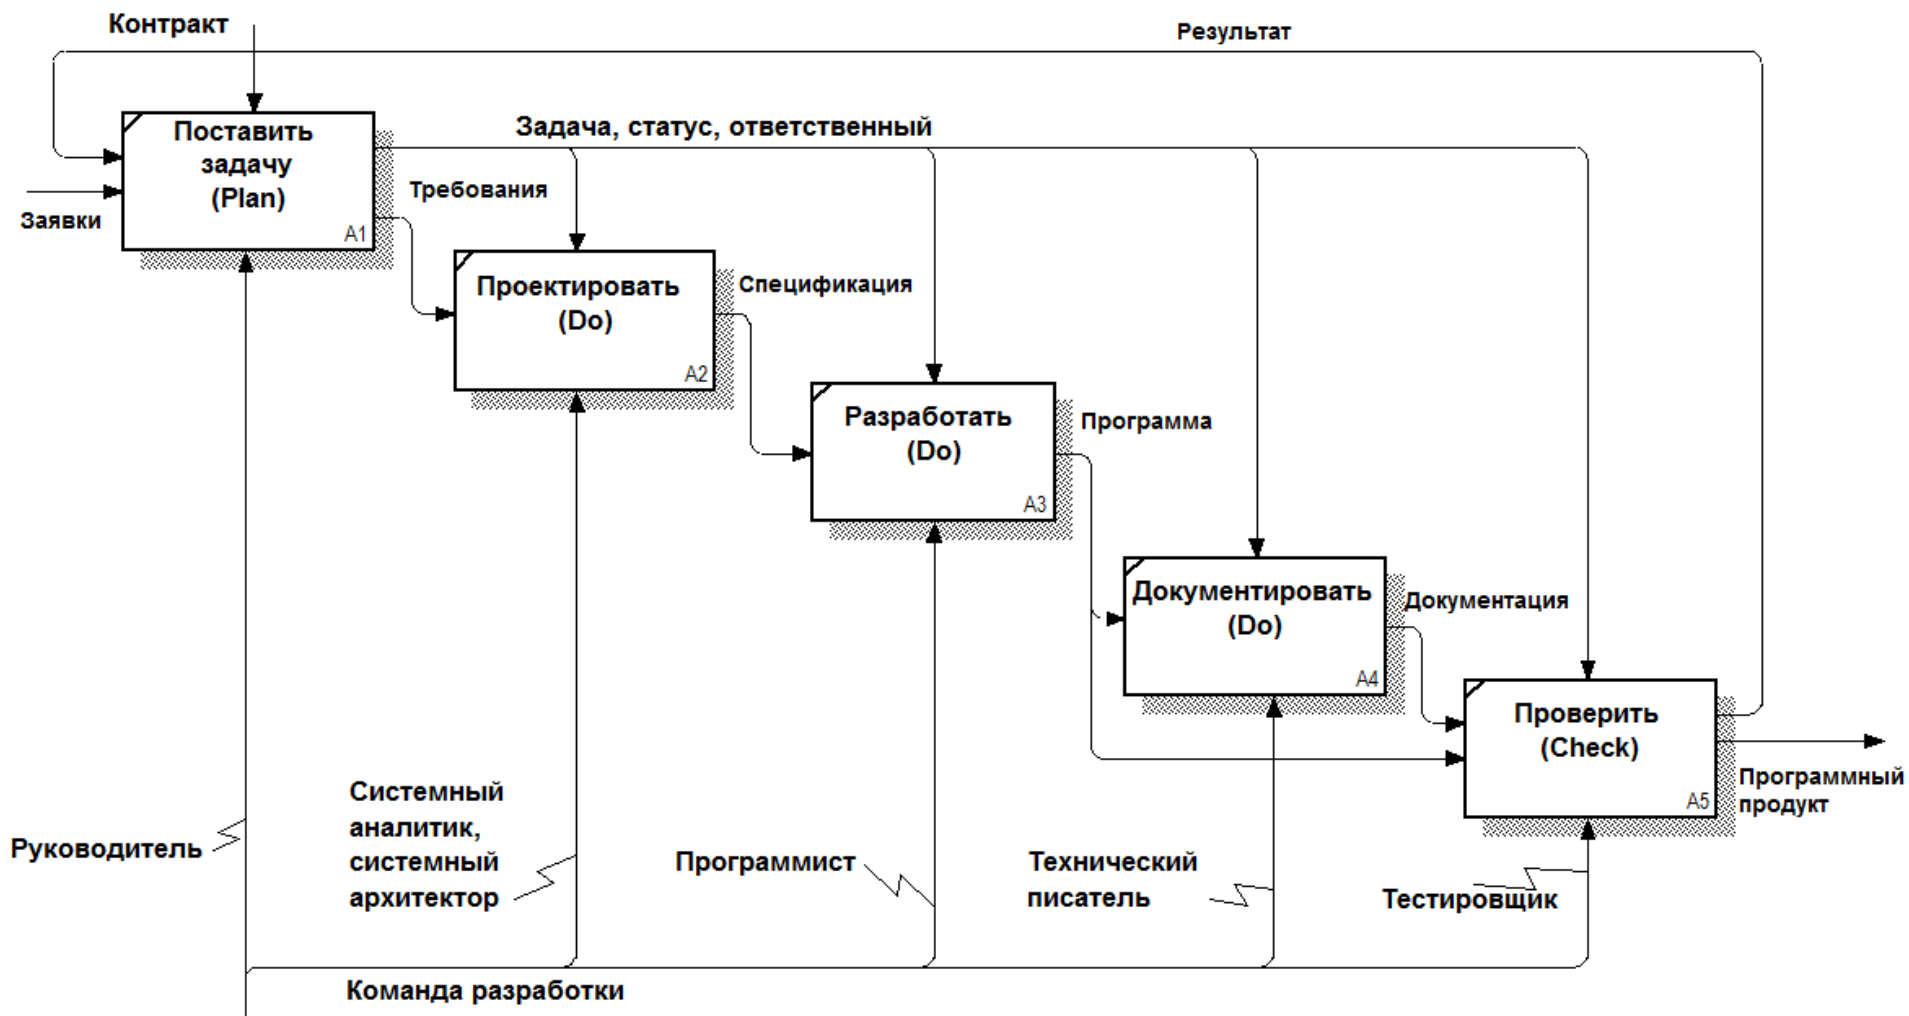 Контракт
Результат
Поставить
задачу
(Plan)
A1
Задача, статус, ответственный
Требования
Заявки
Проектировать
(Do)
A2
Спецификация
Разработать
(Do)
A3
Программа
Документировать
(Do)
A4
Документация
Проверить
(Check)
A5
Программный
продукт
Руководитель
Системный
аналитик,
системный
архитектор
Программист
Технический
писатель
Тестировщик
Команда разработки